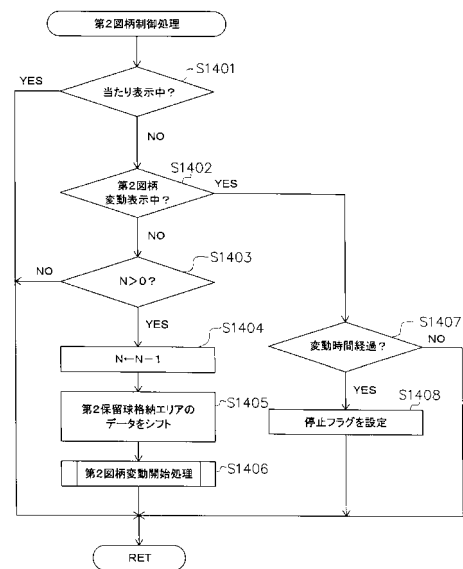 第2図柄制御処理
S1401
YES
当たり表示中?
NO
S1402
第2図柄
変動表示中?
YES
NO
S1403
NO
N>0?
YES
S1404
N←N-1
S1405
第2保留球格納エリアの
データをシフト
S1406
第2図柄変動開始処理
S1407
変動時間経過?
NO
YES
S1408
停止フラグを設定
RET